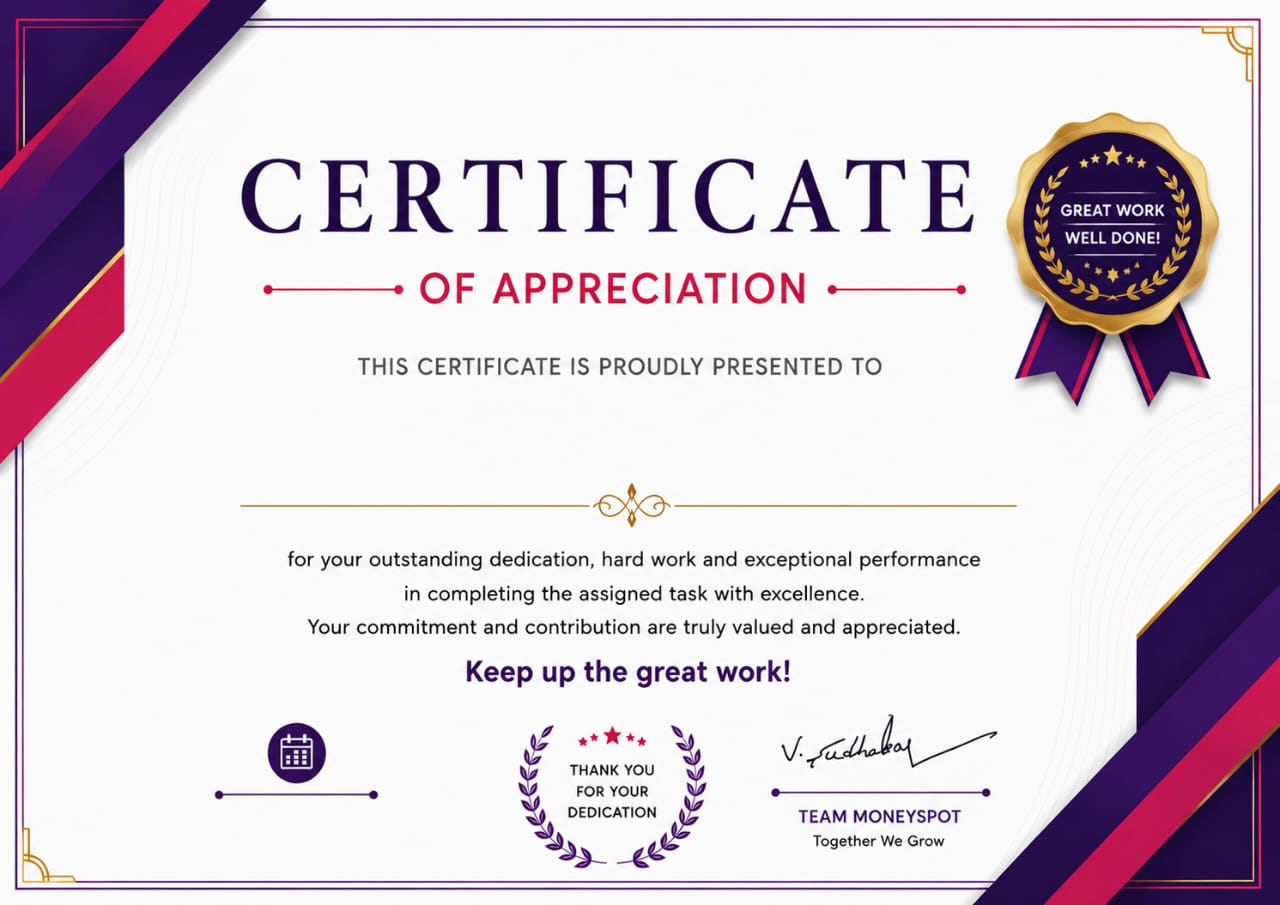 CERTIFICATE
OF APPRECIATION
GREAT WORK
WELL DONE!
THIS CERTIFICATE IS PROUDLY PRESENTED TO
for your outstanding dedication, hard work and exceptional performance
in completing the assigned task with excellence.
Your commitment and contribution are truly valued and appreciated.
Keep up the great work!
THANK YOU
FOR YOUR
DEDICATION
V. Sudhakar
TEAM MONEYSPOT
Together We Grow